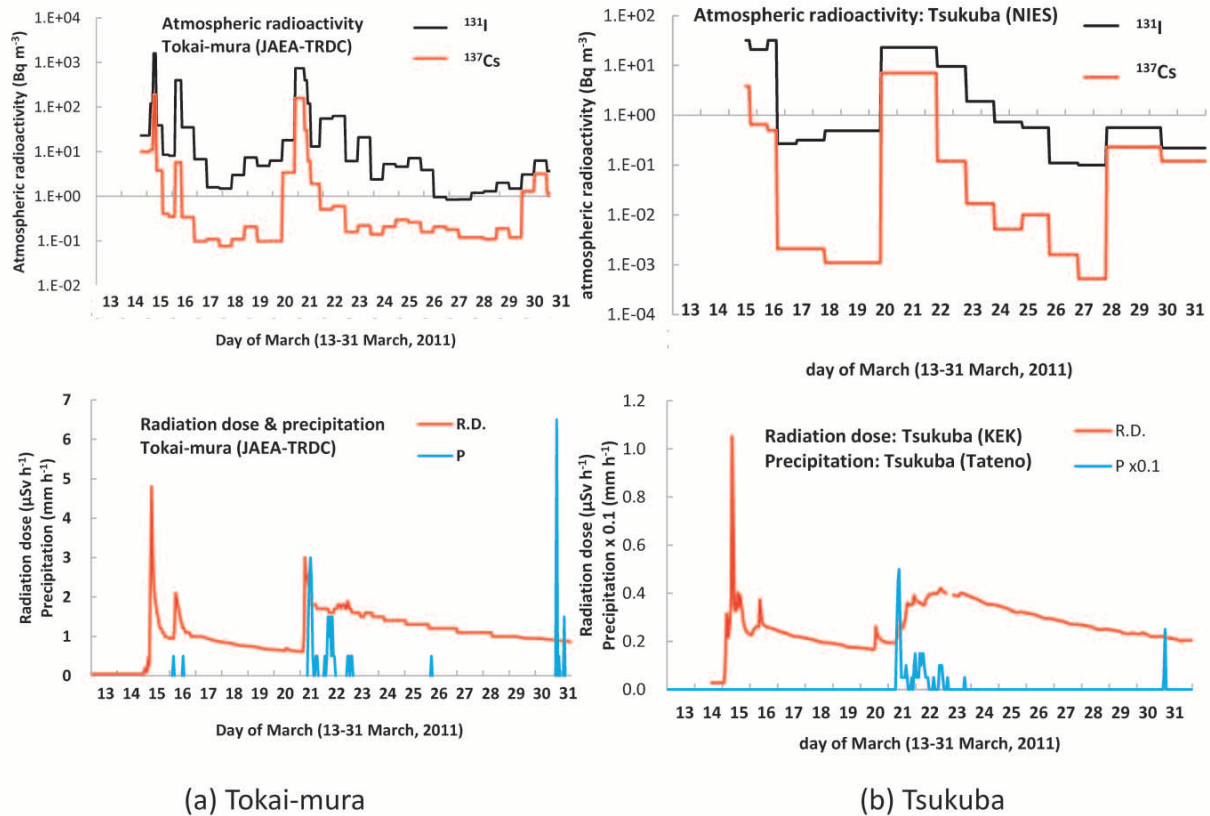 Atmospheric radioactivity
Tokai-mura (JAEA-TRDC)
¹³¹I
¹³⁷Cs
Atmospheric radioactivity (Bq m⁻³)
1.E+04
1.E+03
1.E+02
1.E+01
1.E+00
1.E-01
1.E-02
13 14 15 16 17 18 19 20 21 22 23 24 25 26 27 28 29 30 31
Day of March (13-31 March, 2011)
Atmospheric radioactivity: Tsukuba (NIES)
¹³¹I
¹³⁷Cs
atmospheric radioactivity (Bq m⁻³)
1.E+02
1.E+01
1.E+00
1.E-01
1.E-02
1.E-03
1.E-04
13 14 15 16 17 18 19 20 21 22 23 24 25 26 27 28 29 30 31
day of March (13-31 March, 2011)
Radiation dose & precipitation
Tokai-mura (JAEA-TRDC)
R.D.
P
Radiation dose (µSv h⁻¹)
Precipitation (mm h⁻¹)
7
6
5
4
3
2
1
0
13 14 15 16 17 18 19 20 21 22 23 24 25 26 27 28 29 30 31
Day of March (13-31 March, 2011)
Radiation dose: Tsukuba (KEK)
Precipitation: Tsukuba (Tateno)
R.D.
P x0.1
Radiation dose (µSv h⁻¹)
Precipitation x 0.1 (mm h⁻¹)
1.2
1.0
0.8
0.6
0.4
0.2
0.0
13 14 15 16 17 18 19 20 21 22 23 24 25 26 27 28 29 30 31
day of March (13-31 March, 2011)
(a) Tokai-mura
(b) Tsukuba